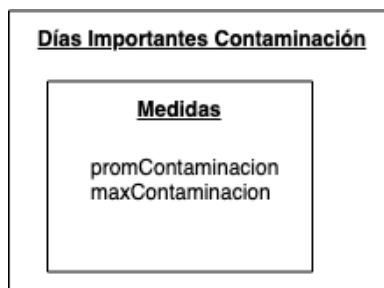 Días Importantes Contaminación
Medidas
promContaminacion
maxContaminacion